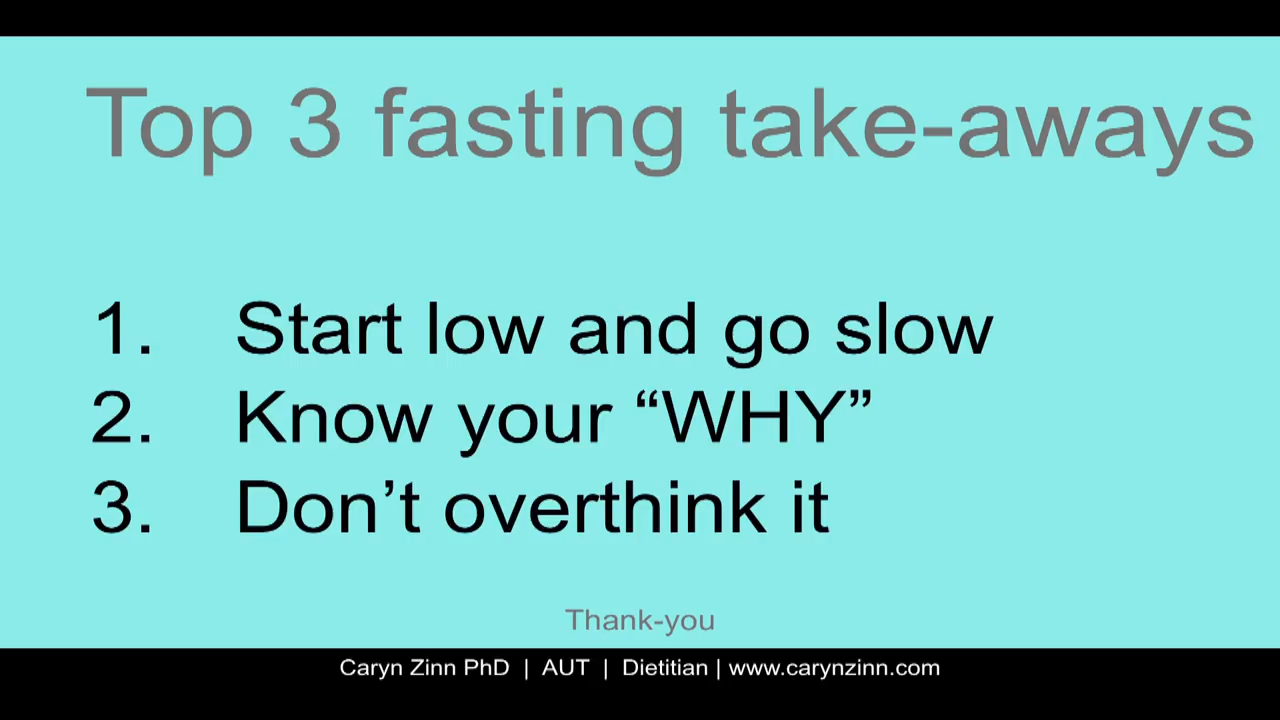 Top 3 fasting take-aways
1. Start low and go slow
2. Know your “WHY”
3. Don’t overthink it
Thank-you
Caryn Zinn PhD | AUT | Dietitian | www.carynzinn.com